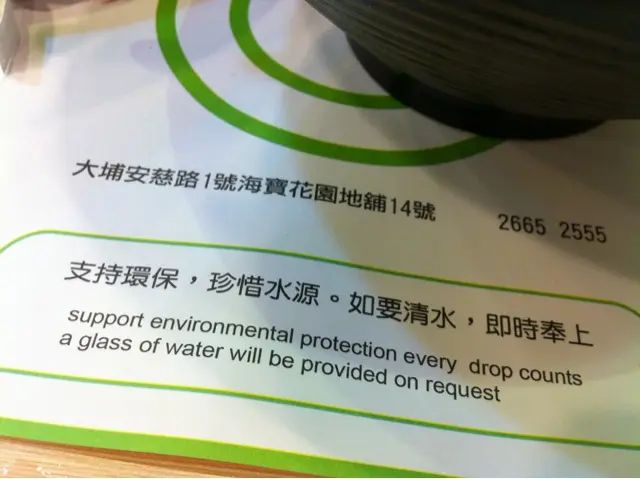 大埔安慈路1號海寶花園地舖14號 2665 2555
支持環保，珍惜水源。如要清水，即時奉上
support environmental protection every drop counts
a glass of water will be provided on request